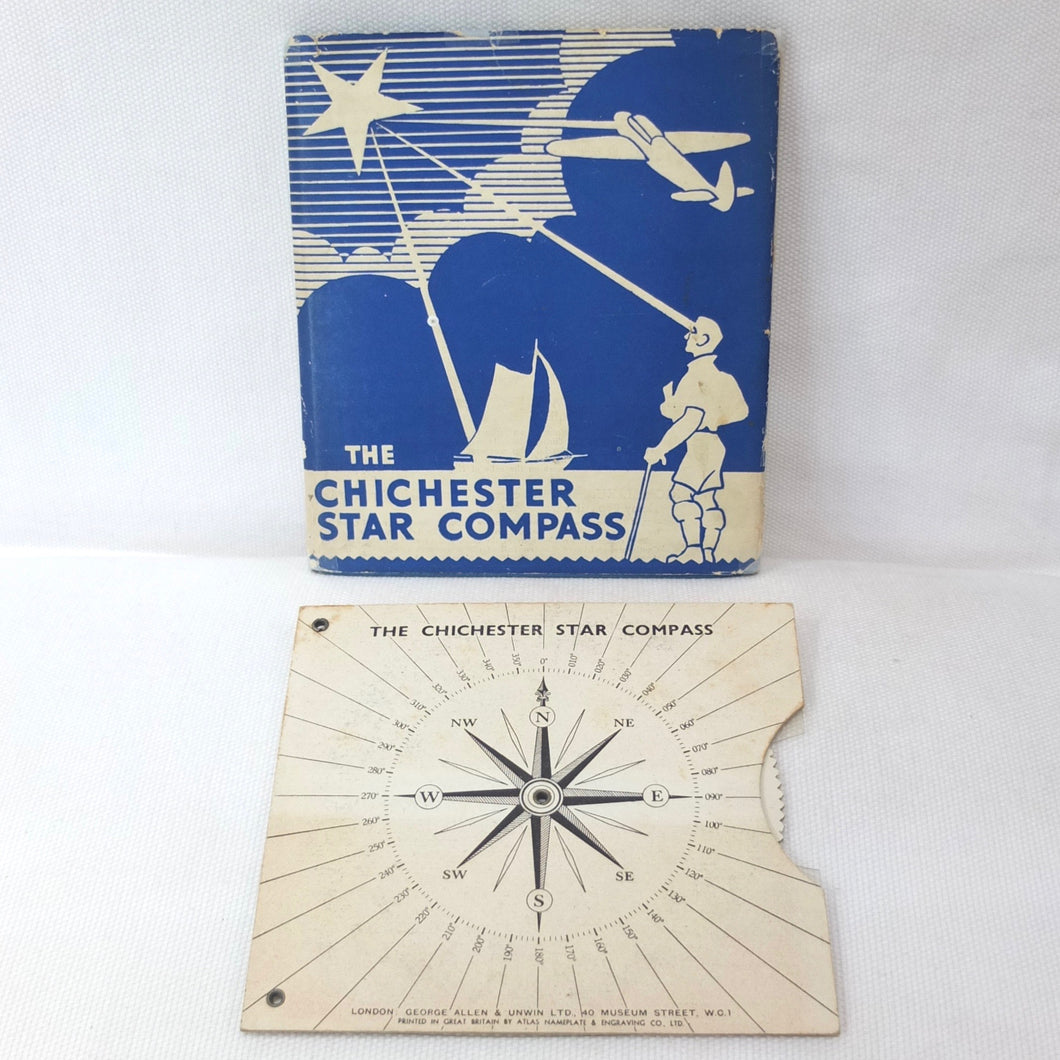 THE
CHICHESTER
STAR COMPASS
THE CHICHESTER STAR COMPASS
0°
010°
020°
030°
040°
050°
060°
070°
080°
090°
100°
110°
120°
130°
140°
150°
160°
170°
180°
190°
200°
210°
220°
230°
240°
250°
260°
270°
280°
290°
300°
310°
320°
330°
340°
350°
N
NE
E
SE
S
SW
W
NW
LONDON GEORGE ALLEN & UNWIN LTD., 40 MUSEUM STREET, W.C.1
PRINTED IN GREAT BRITAIN BY ATLAS NAMEPLATE & ENGRAVING CO. LTD.